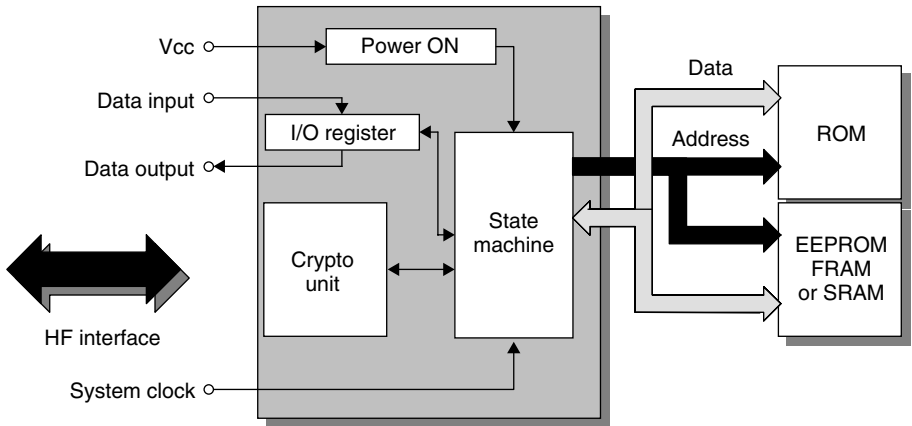 Vcc
Power ON
Data input
I/O register
Data output
Data
Address
ROM
State
machine
Crypto
unit
EEPROM
FRAM
or SRAM
HF interface
System clock